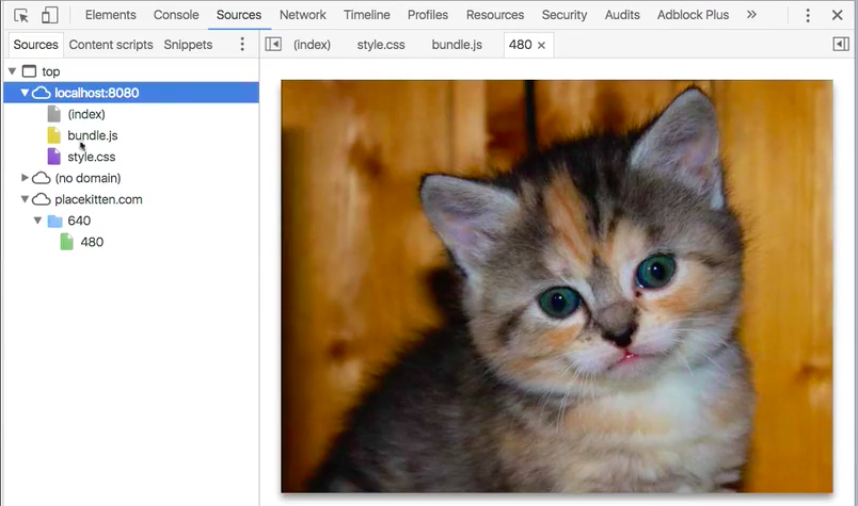 Elements Console Sources Network Timeline Profiles Resources Security Audits Adblock Plus »
Sources Content scripts Snippets (index) style.css bundle.js 480 ×
top
localhost:8080
(index)
bundle.js
style.css
(no domain)
placekitten.com
640
480